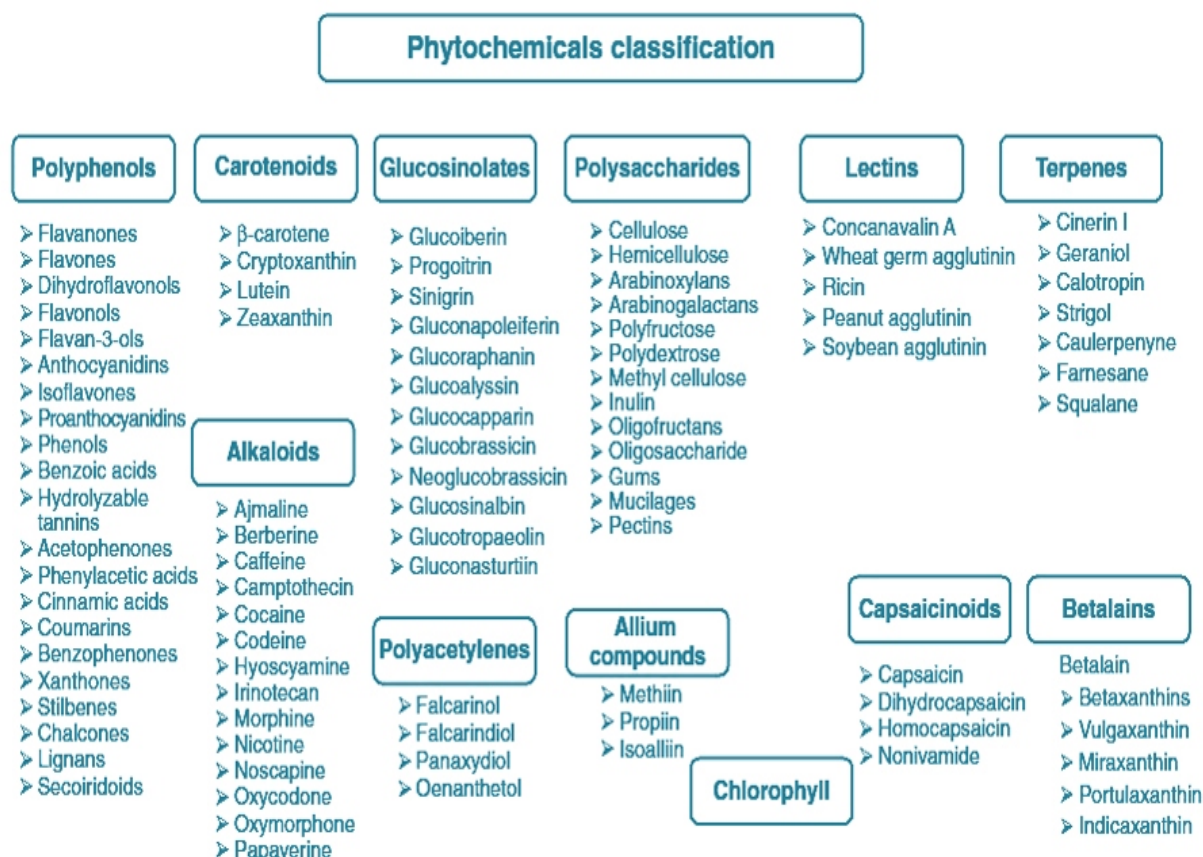 Phytochemicals classification
Polyphenols
➢ Flavanones
➢ Flavones
➢ Dihydroflavonols
➢ Flavonols
➢ Flavan-3-ols
➢ Anthocyanidins
➢ Isoflavones
➢ Proanthocyanidins
➢ Phenols
➢ Benzoic acids
➢ Hydrolyzable
tannins
➢ Acetophenones
➢ Phenylacetic acids
➢ Cinnamic acids
➢ Coumarins
➢ Benzophenones
➢ Xanthones
➢ Stilbenes
➢ Chalcones
➢ Lignans
➢ Secoiridoids
Carotenoids
➢ β-carotene
➢ Cryptoxanthin
➢ Lutein
➢ Zeaxanthin
Alkaloids
➢ Ajmaline
➢ Berberine
➢ Caffeine
➢ Camptothecin
➢ Cocaine
➢ Codeine
➢ Hyoscyamine
➢ Irinotecan
➢ Morphine
➢ Nicotine
➢ Noscapine
➢ Oxycodone
➢ Oxymorphone
➢ Papaverine
Glucosinolates
➢ Glucoiberin
➢ Progoitrin
➢ Sinigrin
➢ Gluconapoleiferin
➢ Glucoraphanin
➢ Glucoalyssin
➢ Glucocapparin
➢ Glucobrassicin
➢ Neoglucobrassicin
➢ Glucosinalbin
➢ Glucotropaeolin
➢ Gluconasturtiin
Polyacetylenes
➢ Falcarinol
➢ Falcarindiol
➢ Panaxydiol
➢ Oenanthetol
Polysaccharides
➢ Cellulose
➢ Hemicellulose
➢ Arabinoxylans
➢ Arabinogalactans
➢ Polyfructose
➢ Polydextrose
➢ Methyl cellulose
➢ Inulin
➢ Oligofructans
➢ Oligosaccharide
➢ Gums
➢ Mucilages
➢ Pectins
Allium
compounds
➢ Methiin
➢ Propiin
➢ Isoalliin
Chlorophyll
Lectins
➢ Concanavalin A
➢ Wheat germ agglutinin
➢ Ricin
➢ Peanut agglutinin
➢ Soybean agglutinin
Capsaicinoids
➢ Capsaicin
➢ Dihydrocapsaicin
➢ Homocapsaicin
➢ Nonivamide
Terpenes
➢ Cinerin I
➢ Geraniol
➢ Calotropin
➢ Strigol
➢ Caulerpenyne
➢ Farnesane
➢ Squalane
Betalains
Betalain
➢ Betaxanthins
➢ Vulgaxanthin
➢ Miraxanthin
➢ Portulaxanthin
➢ Indicaxanthin